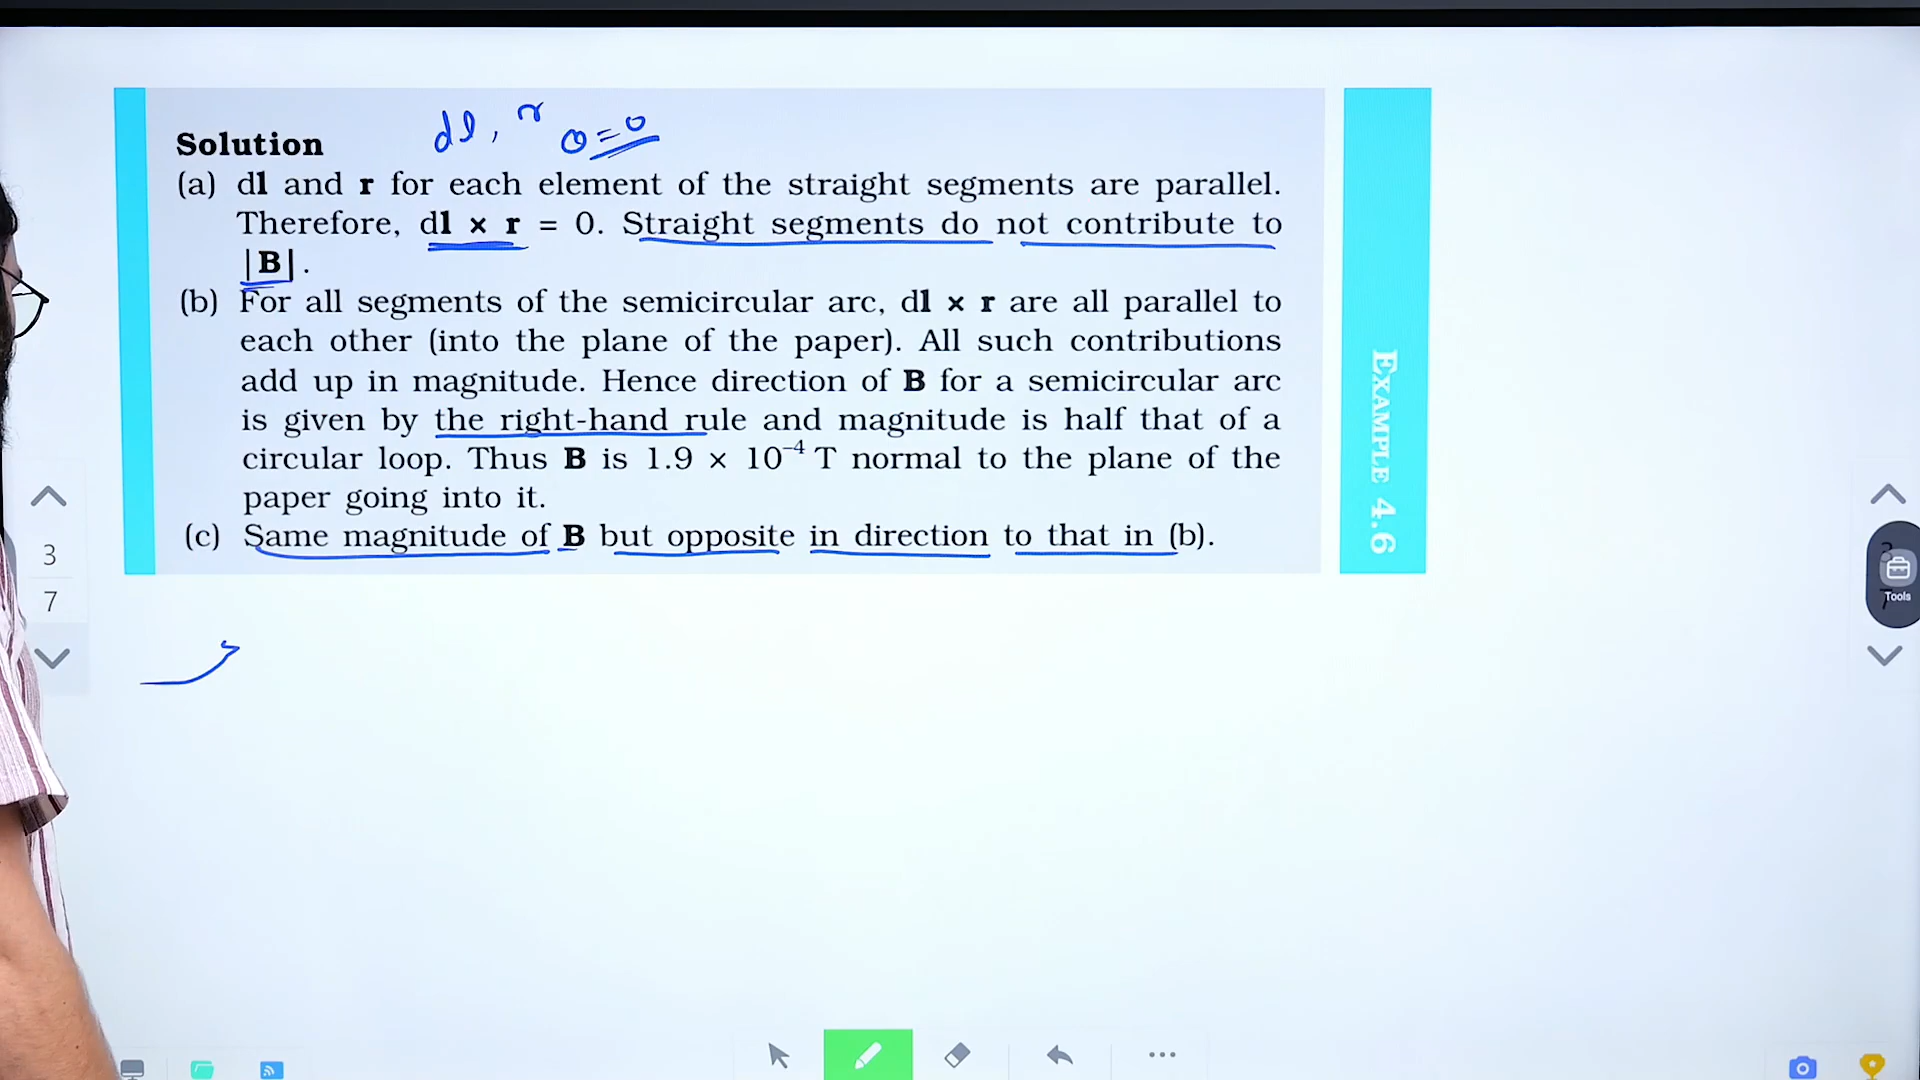 dl, r θ=0
Solution
(a) dl and r for each element of the straight segments are parallel.
Therefore, dl × r = 0. Straight segments do not contribute to
|B|.
(b) For all segments of the semicircular arc, dl × r are all parallel to
each other (into the plane of the paper). All such contributions
add up in magnitude. Hence direction of B for a semicircular arc
is given by the right-hand rule and magnitude is half that of a
circular loop. Thus B is 1.9 × 10⁻⁴ T normal to the plane of the
paper going into it.
(c) Same magnitude of B but opposite in direction to that in (b).
EXAMPLE 4.6
3
7
3
Tools
7